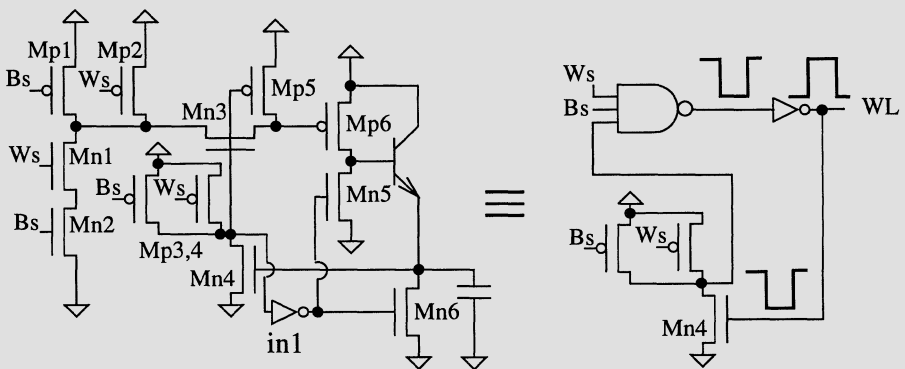 Mp1 Mp2
Bs Ws Mp5
Mn3
Mp6
Ws Mn1
Bs Ws Mn5
Bs Mn2
Mp3,4
Mn4
Mn6
in1
Ws
Bs
WL
Bs Ws
Mn4